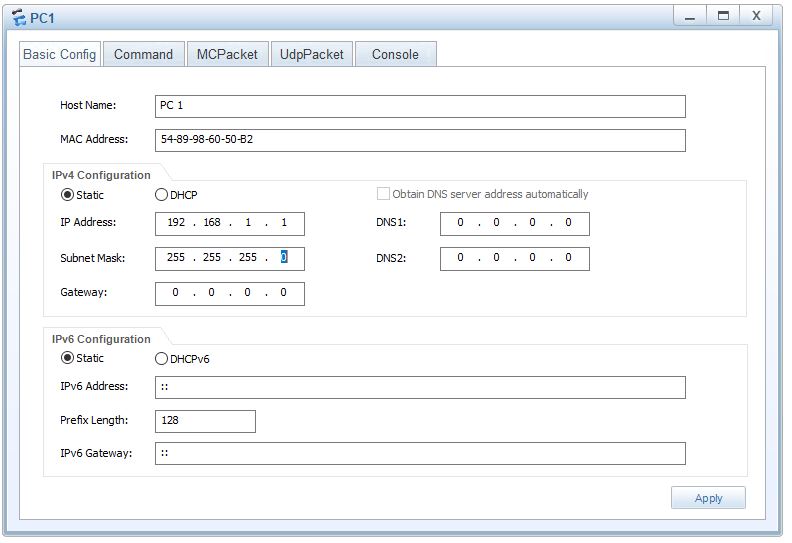 PC1
X
Basic Config Command MCPacket UdpPacket Console
Host Name: PC 1
MAC Address: 54-89-98-60-50-B2
IPv4 Configuration
Static DHCP Obtain DNS server address automatically
IP Address: 192 . 168 . 1 . 1 DNS1: 0 . 0 . 0 . 0
Subnet Mask: 255 . 255 . 255 . 0 DNS2: 0 . 0 . 0 . 0
Gateway: 0 . 0 . 0 . 0
IPv6 Configuration
Static DHCPv6
IPv6 Address: ::
Prefix Length: 128
IPv6 Gateway: ::
Apply